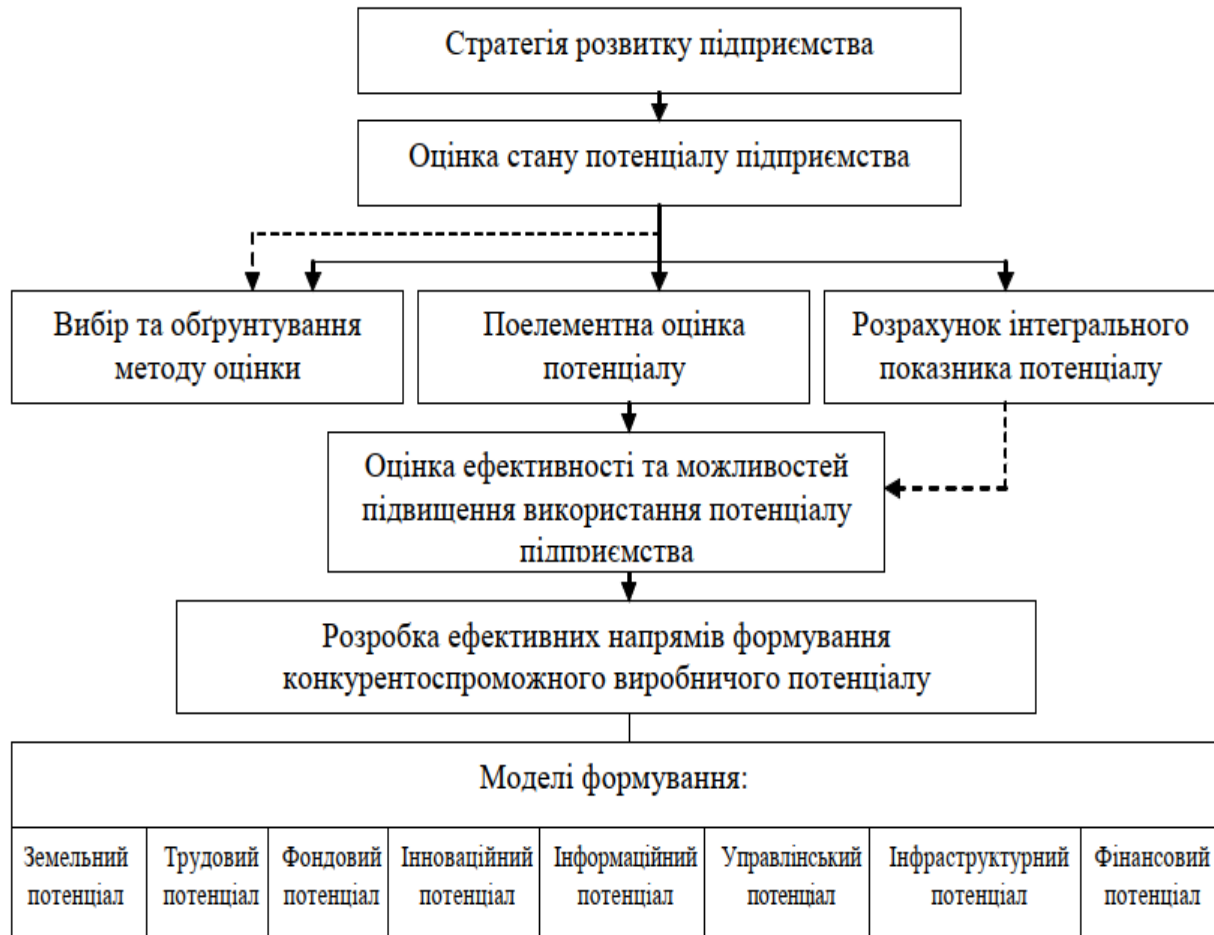 Стратегія розвитку підприємства
Оцінка стану потенціалу підприємства
Вибір та обґрунтування
методу оцінки
Поелементна оцінка
потенціалу
Розрахунок інтегрального
показника потенціалу
Оцінка ефективності та можливостей
підвищення використання потенціалу
підприємства
Розробка ефективних напрямів формування
конкурентоспроможного виробничого потенціалу
Моделі формування:
Земельний
потенціал
Трудовий
потенціал
Фондовий
потенціал
Інноваційний
потенціал
Інформаційний
потенціал
Управлінський
потенціал
Інфраструктурний
потенціал
Фінансовий
потенціал